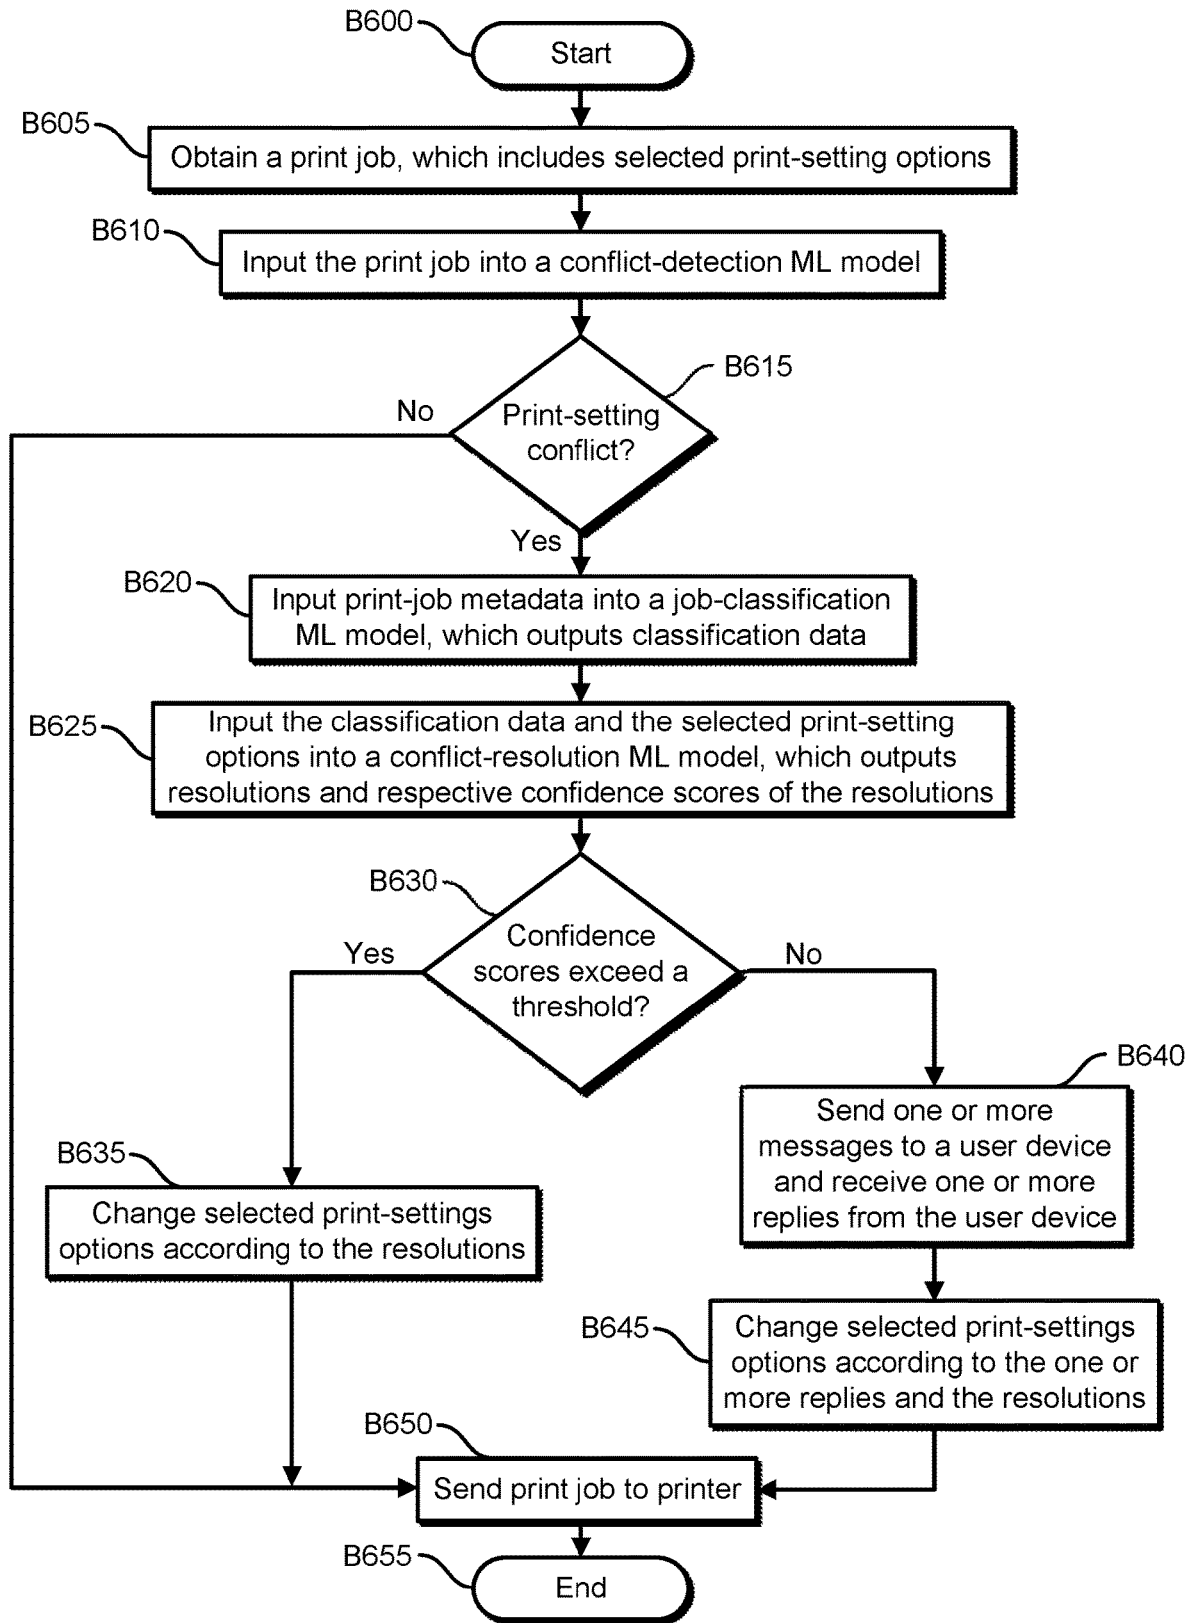 B600
Start
B605
Obtain a print job, which includes selected print-setting options
B610
Input the print job into a conflict-detection ML model
B615
Print-setting
conflict?
No
Yes
B620
Input print-job metadata into a job-classification
ML model, which outputs classification data
B625
Input the classification data and the selected print-setting
options into a conflict-resolution ML model, which outputs
resolutions and respective confidence scores of the resolutions
B630
Confidence
scores exceed a
threshold?
Yes
No
B635
Change selected print-settings
options according to the resolutions
B640
Send one or more
messages to a user device
and receive one or more
replies from the user device
B645
Change selected print-settings
options according to the one or
more replies and the resolutions
B650
Send print job to printer
B655
End